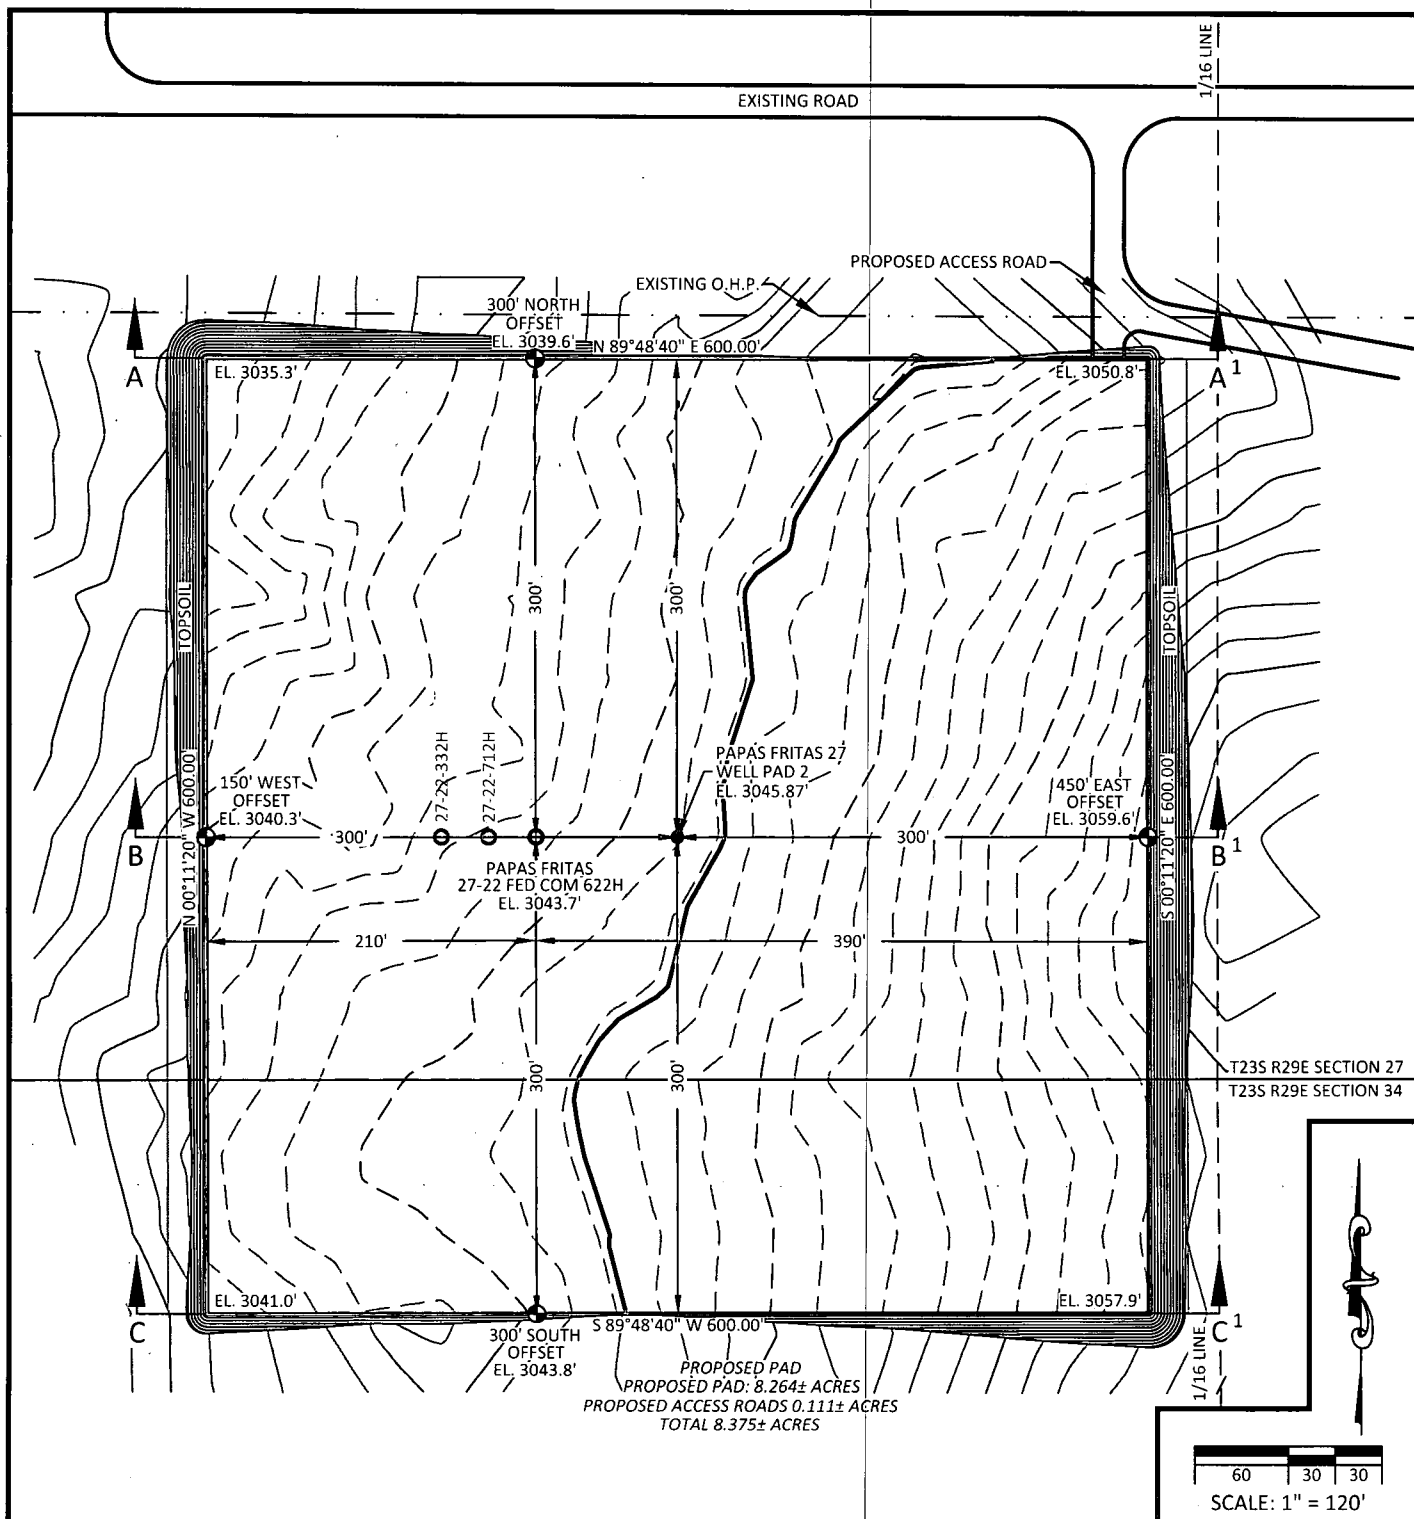 1/16 LINE
EXISTING ROAD
PROPOSED ACCESS ROAD
EXISTING O.H.P.
300' NORTH
OFFSET
EL. 3039.6'
N 89°48'40" E 600.00'
A
EL. 3035.3'
EL. 3050.8'
A 1
TOPSOIL
300'
300'
TOPSOIL
N 00°11'20" W 600.00'
150' WEST
OFFSET
EL. 3040.3'
27-22-332H
27-22-712H
PAPAS FRITAS 27
WELL PAD 2
EL. 3045.87'
450' EAST
OFFSET
EL. 3059.6'
S 00°11'20" E 600.00'
B
300'
300'
B 1
PAPAS FRITAS
27-22 FED COM 622H
EL. 3043.7'
210'
390'
300'
300'
T23S R29E SECTION 27
T23S R29E SECTION 34
EL. 3041.0'
EL. 3057.9'
C
300' SOUTH
OFFSET
EL. 3043.8'
S 89°48'40" W 600.00'
C 1
1/16 LINE
PROPOSED PAD
PROPOSED PAD: 8.264± ACRES
PROPOSED ACCESS ROADS 0.111± ACRES
TOTAL 8.375± ACRES
60 30 30
SCALE: 1" = 120'